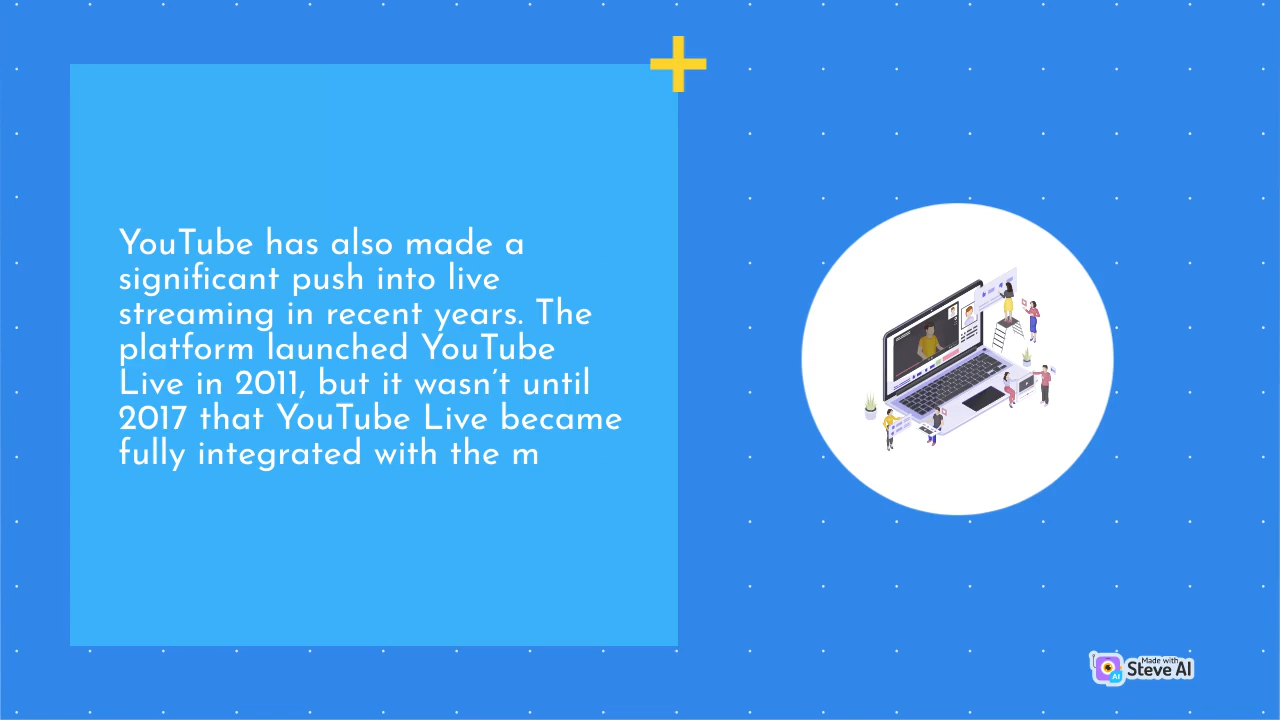 YouTube has also made a
significant push into live
streaming in recent years. The
platform launched YouTube
Live in 2011, but it wasn’t until
2017 that YouTube Live became
fully integrated with the m
Made with
Steve AI
AI